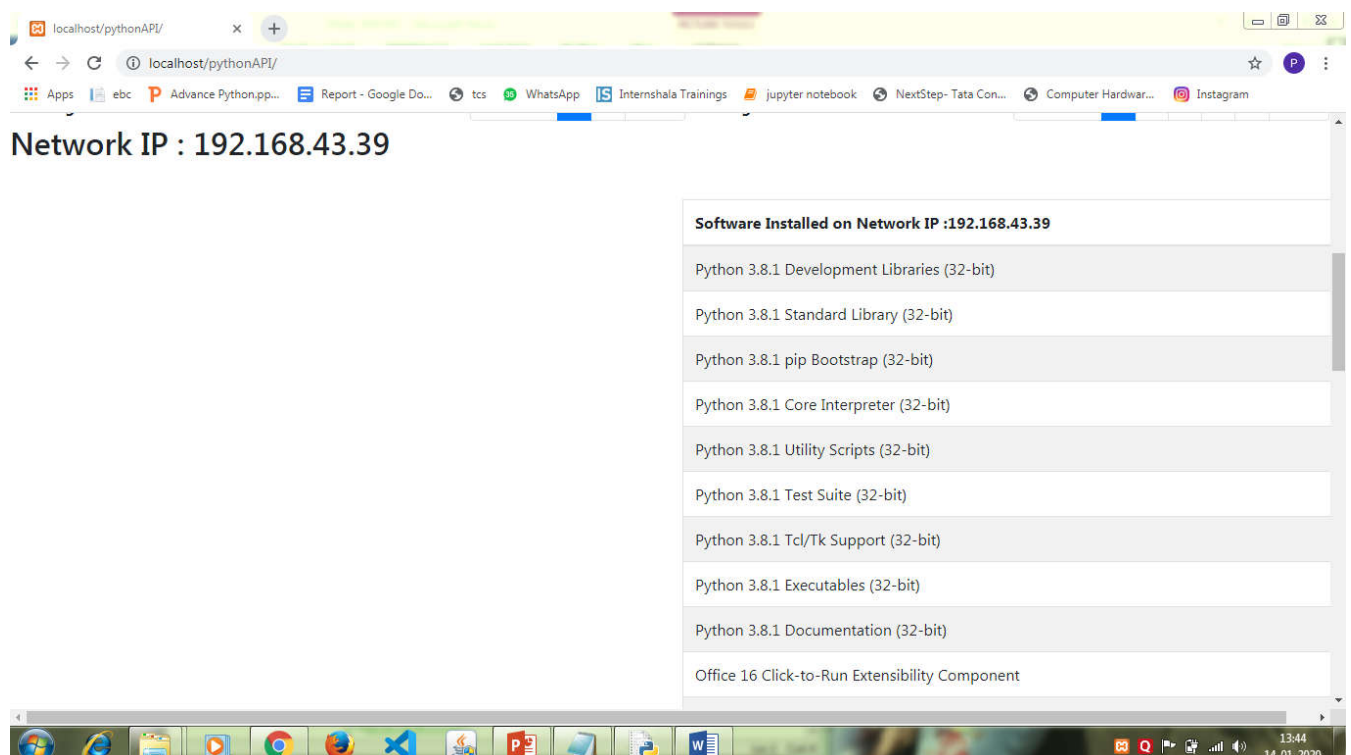 localhost/pythonAPI/
localhost/pythonAPI/
P
Apps ebc Advance Python.pp... Report - Google Do... tcs WhatsApp Internshala Trainings jupyter notebook NextStep- Tata Con... Computer Hardwar... Instagram
Network IP : 192.168.43.39
Software Installed on Network IP :192.168.43.39
Python 3.8.1 Development Libraries (32-bit)
Python 3.8.1 Standard Library (32-bit)
Python 3.8.1 pip Bootstrap (32-bit)
Python 3.8.1 Core Interpreter (32-bit)
Python 3.8.1 Utility Scripts (32-bit)
Python 3.8.1 Test Suite (32-bit)
Python 3.8.1 Tcl/Tk Support (32-bit)
Python 3.8.1 Executables (32-bit)
Python 3.8.1 Documentation (32-bit)
Office 16 Click-to-Run Extensibility Component
13:44
14-01-2020